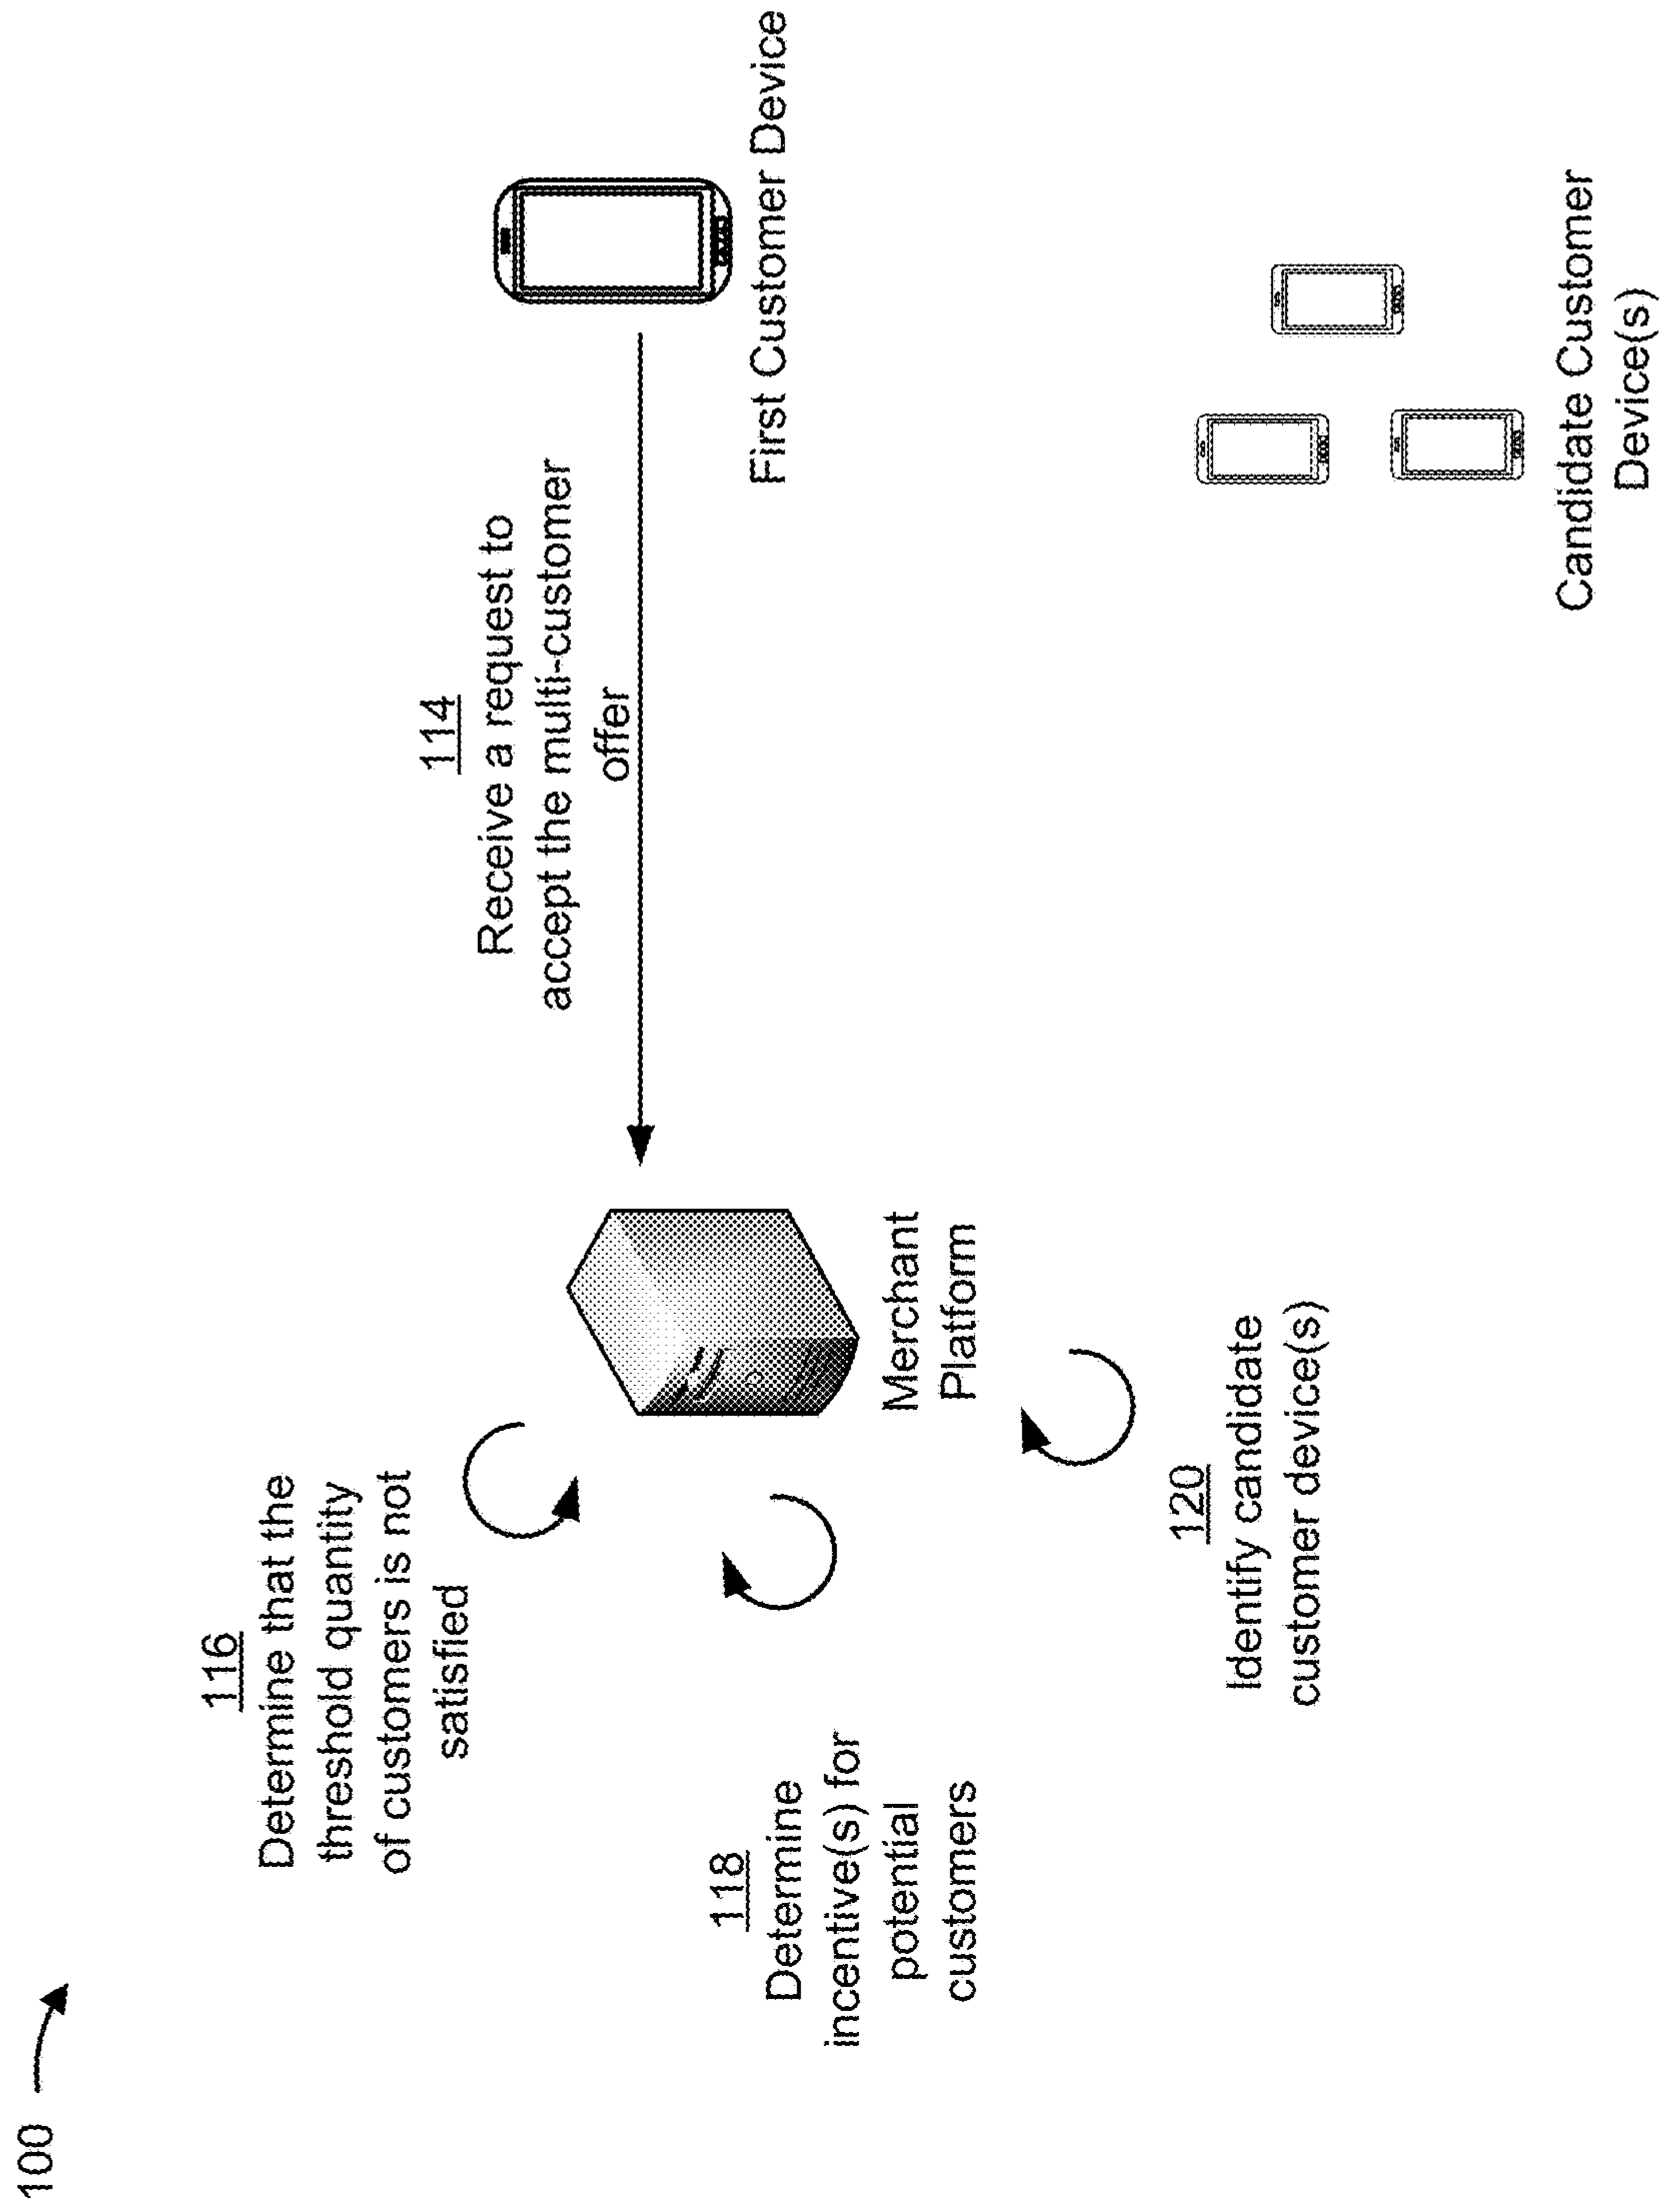 100
116
Determine that the
threshold quantity
of customers is not
satisfied
114
Receive a request to
accept the multi-customer
offer
First Customer Device
118
Determine
incentive(s) for
potential
customers
Merchant
Platform
120
Identify candidate
customer device(s)
Candidate Customer
Device(s)